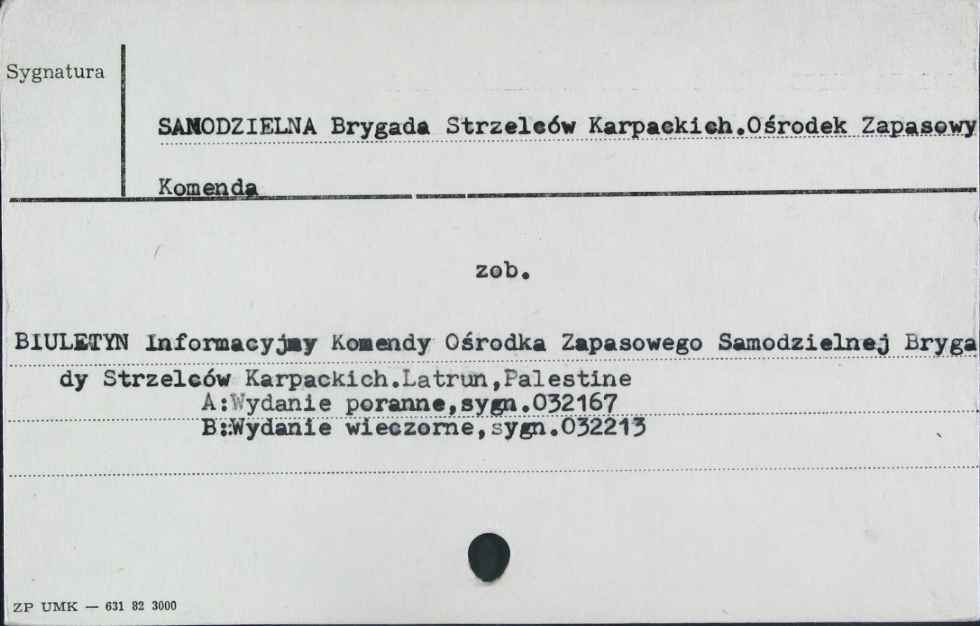 Sygnatura
SAMODZIELNA Brygada Strzelców Karpackich.Ośrodek Zapasowy
Komenda
zob.
BIULETYN Informacyjny Komendy Ośrodka Zapasowego Samodzielnej Bryga
dy Strzelców Karpackich.Latrun,Palestine
A:Wydanie poranne,sygn.032167
B:Wydanie wieczorne,sygn.032213
ZP UMK — 631 82 3000